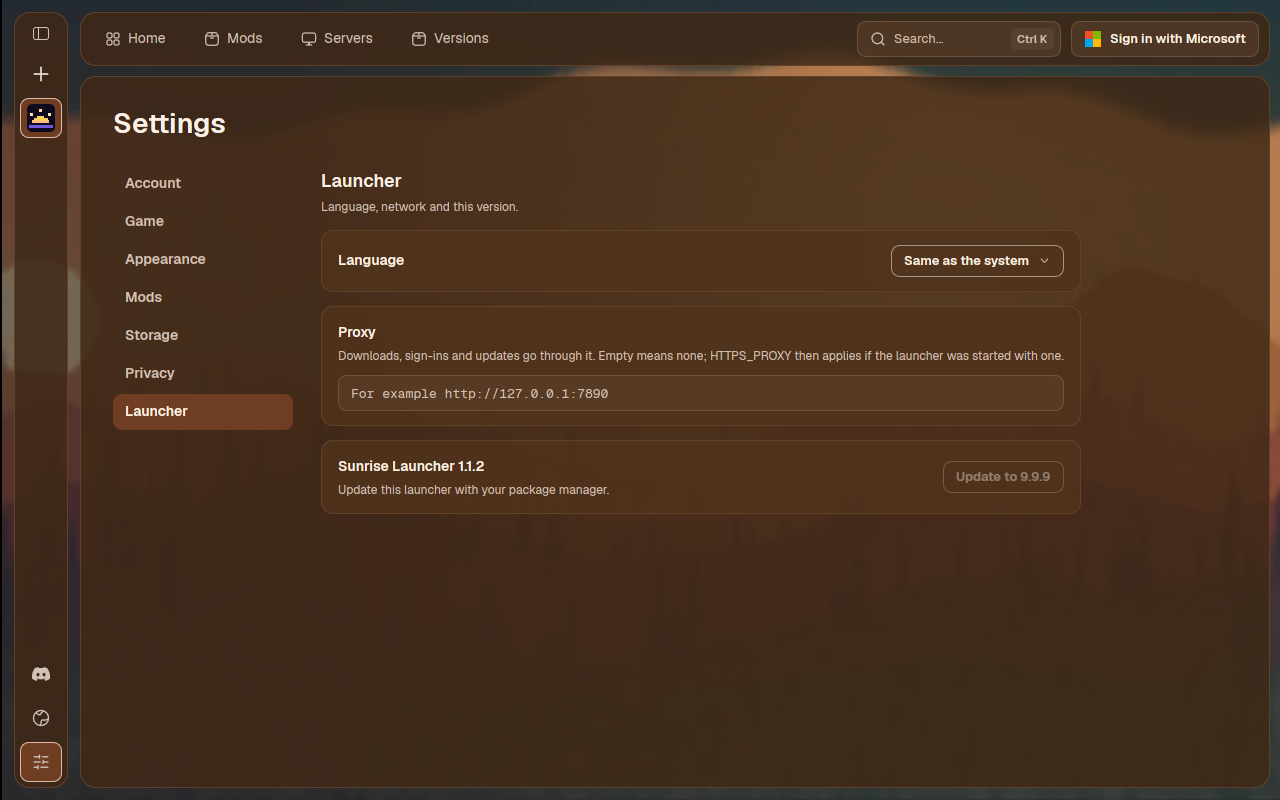 Home
Mods
Servers
Versions
Search...
Ctrl K
Sign in with Microsoft
Settings
Account
Game
Appearance
Mods
Storage
Privacy
Launcher
Launcher
Language, network and this version.
Language
Same as the system
Proxy
Downloads, sign-ins and updates go through it. Empty means none; HTTPS_PROXY then applies if the launcher was started with one.
For example http://127.0.0.1:7890
Sunrise Launcher 1.1.2
Update this launcher with your package manager.
Update to 9.9.9